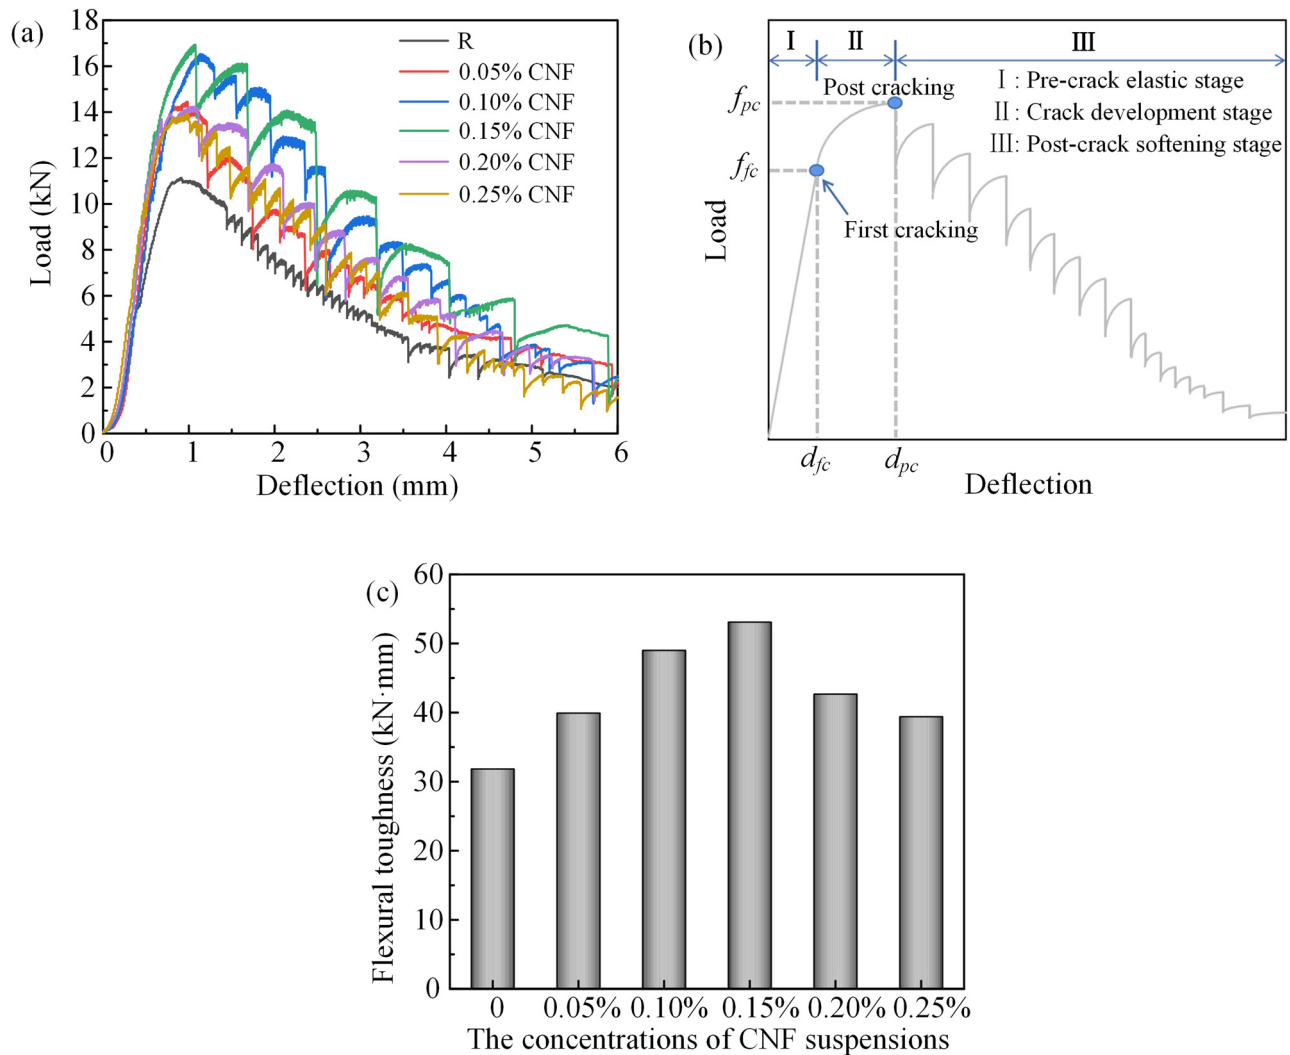 (a)
18
16
14
12
10
8
6
4
2
0
Load (kN)
R
0.05% CNF
0.10% CNF
0.15% CNF
0.20% CNF
0.25% CNF
0 1 2 3 4 5 6
Deflection (mm)
(b)
I II III
I : Pre-crack elastic stage
II : Crack development stage
III: Post-crack softening stage
Post cracking
First cracking
fpc
ffc
Load
dfc dpc
Deflection
(c)
60
50
40
30
20
10
0
Flexural toughness (kN·mm)
0 0.05% 0.10% 0.15% 0.20% 0.25%
The concentrations of CNF suspensions